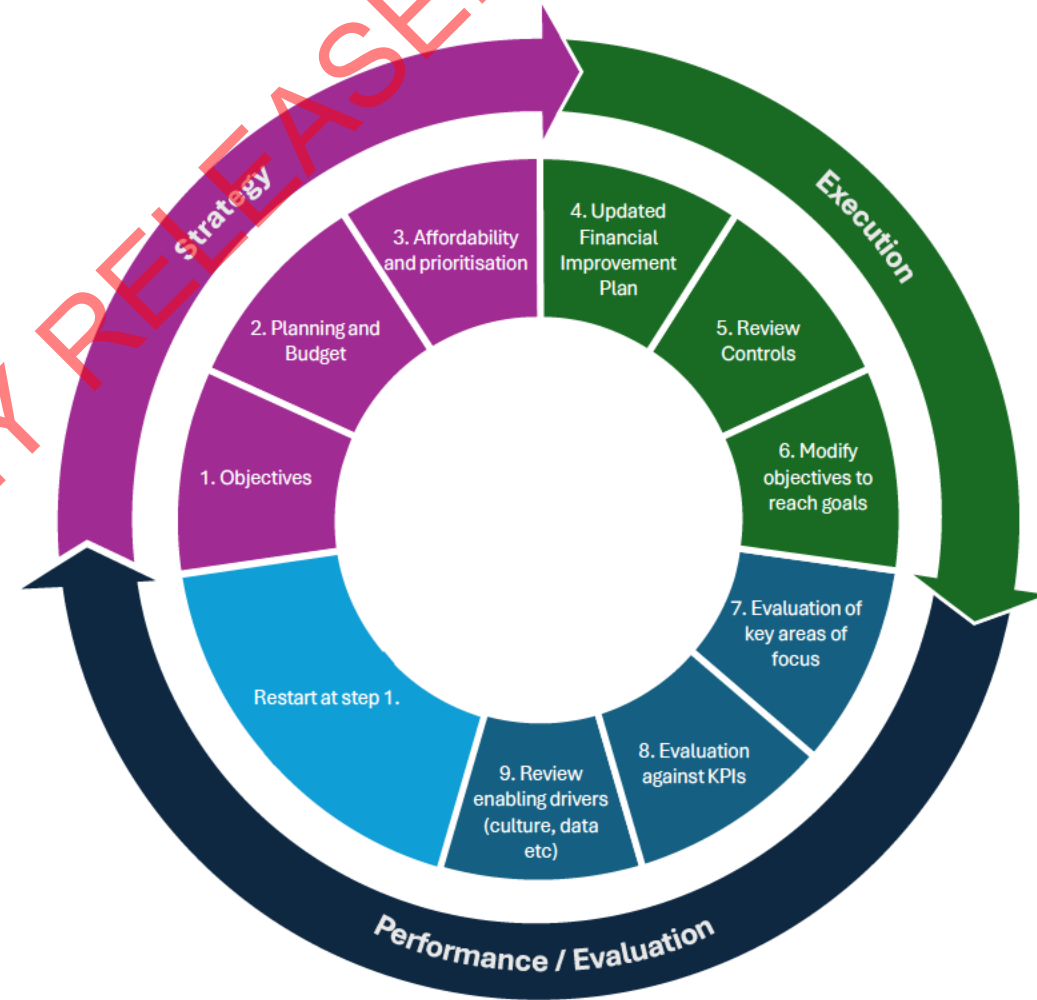 Strategy
Execution
Performance / Evaluation
1. Objectives
2. Planning and
Budget
3. Affordability
and prioritisation
4. Updated
Financial
Improvement
Plan
5. Review
Controls
6. Modify
objectives to
reach goals
7. Evaluation of
key areas of
focus
8. Evaluation
against KPIs
9. Review
enabling drivers
(culture, data
etc)
Restart at step 1.